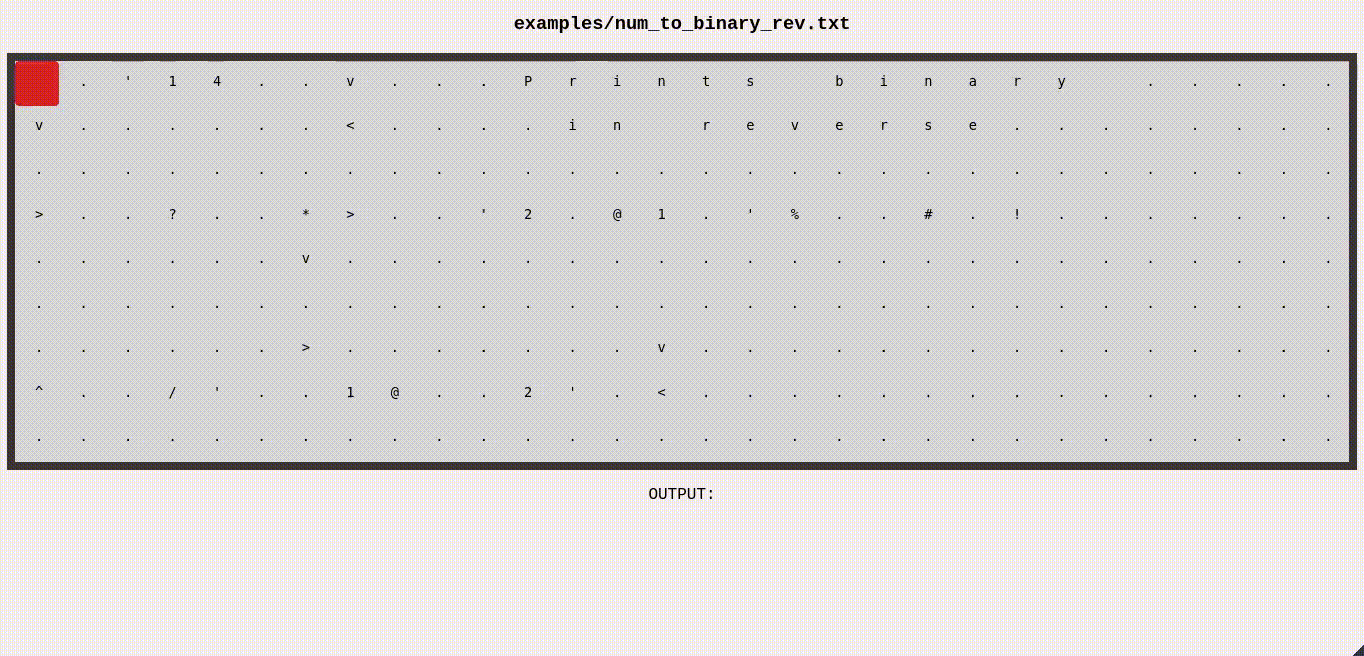 examples/num_to_binary_rev.txt
. ' 1 4 . . v . . . P r i n t s   b i n a r y   . . . . .
v . . . . . . < . . . . i n   r e v e r s e . . . . . . . .
. . . . . . . . . . . . . . . . . . . . . . . . . . . . . .
> . . ? . . * > . . ' 2 . @ 1 . ' % . . # . ! . . . . . . .
. . . . . . v . . . . . . . . . . . . . . . . . . . . . . .
. . . . . . . . . . . . . . . . . . . . . . . . . . . . . .
. . . . . . > . . . . . . . v . . . . . . . . . . . . . . .
^ . . / ' . . 1 @ . . 2 ' . < . . . . . . . . . . . . . . .
. . . . . . . . . . . . . . . . . . . . . . . . . . . . . .
OUTPUT: